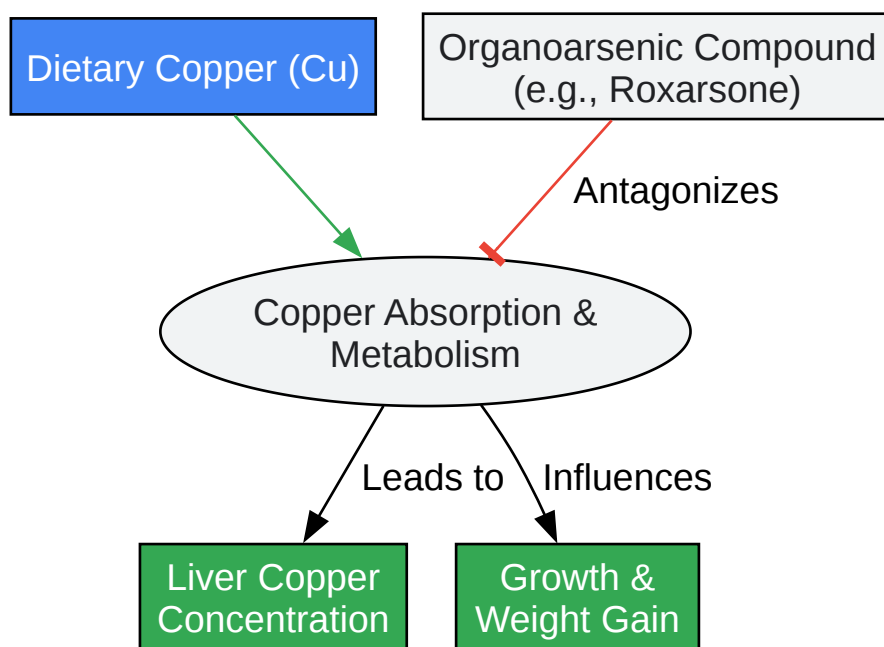 Dietary Copper (Cu)
Organoarsenic Compound
(e.g., Roxarsone)
Antagonizes
Copper Absorption &
Metabolism
Leads to
Influences
Liver Copper
Concentration
Growth &
Weight Gain